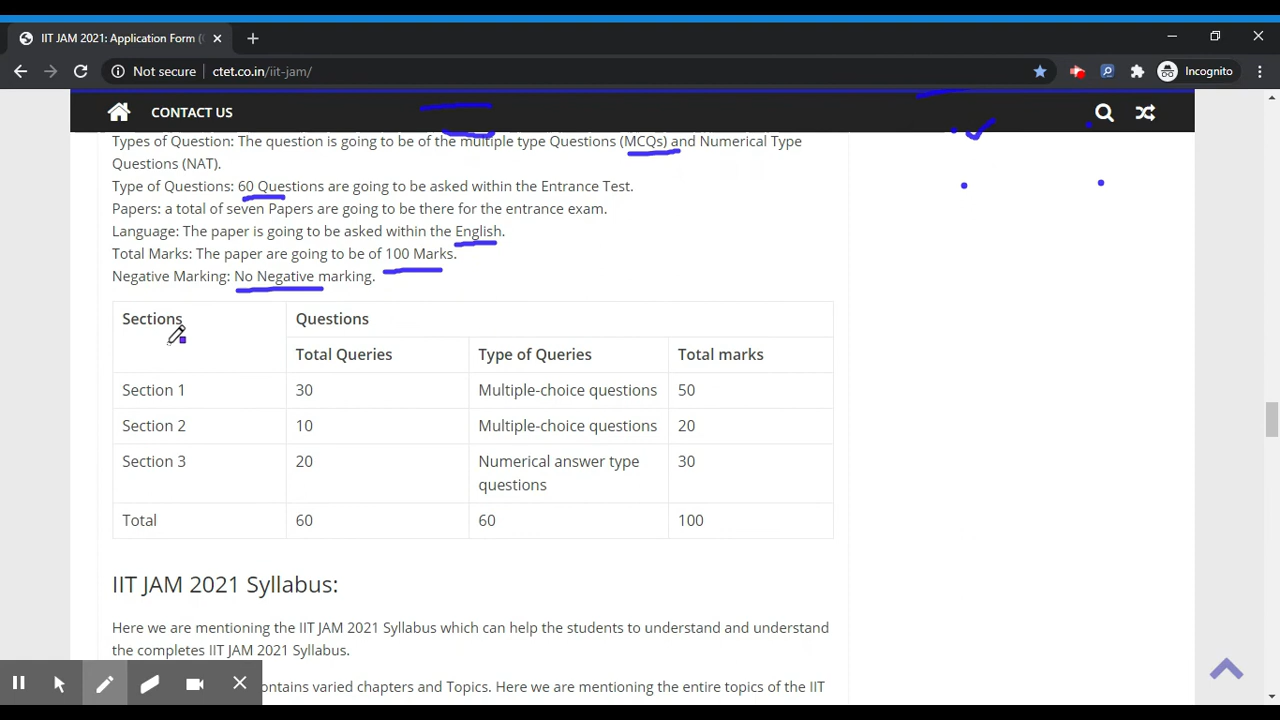 IIT JAM 2021: Application Form (
Not secure ctet.co.in/iit-jam/ Incognito
CONTACT US
Types of Question: The question is going to be of the multiple type Questions (MCQs) and Numerical Type
Questions (NAT).
Type of Questions: 60 Questions are going to be asked within the Entrance Test.
Papers: a total of seven Papers are going to be there for the entrance exam.
Language: The paper is going to be asked within the English.
Total Marks: The paper are going to be of 100 Marks.
Negative Marking: No Negative marking.
Sections Questions
Total Queries Type of Queries Total marks
Section 1 30 Multiple-choice questions 50
Section 2 10 Multiple-choice questions 20
Section 3 20 Numerical answer type 30
questions
Total 60 60 100
IIT JAM 2021 Syllabus:
Here we are mentioning the IIT JAM 2021 Syllabus which can help the students to understand and understand
the completes IIT JAM 2021 Syllabus.
ontains varied chapters and Topics. Here we are mentioning the entire topics of the IIT